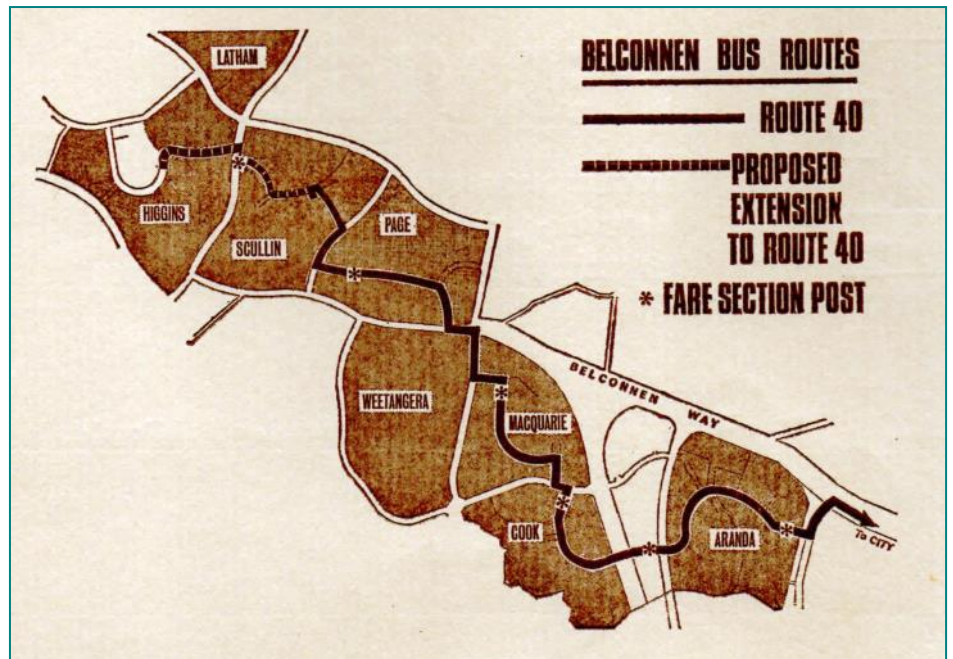 BELCONNEN BUS ROUTES
ROUTE 40
PROPOSED
EXTENSION
TO ROUTE 40
* FARE SECTION POST
LATHAM
HIGGINS
SCULLIN
PAGE
WEETANGERA
MACQUARIE
BELCONNEN WAY
COOK
ARANDA
To CITY